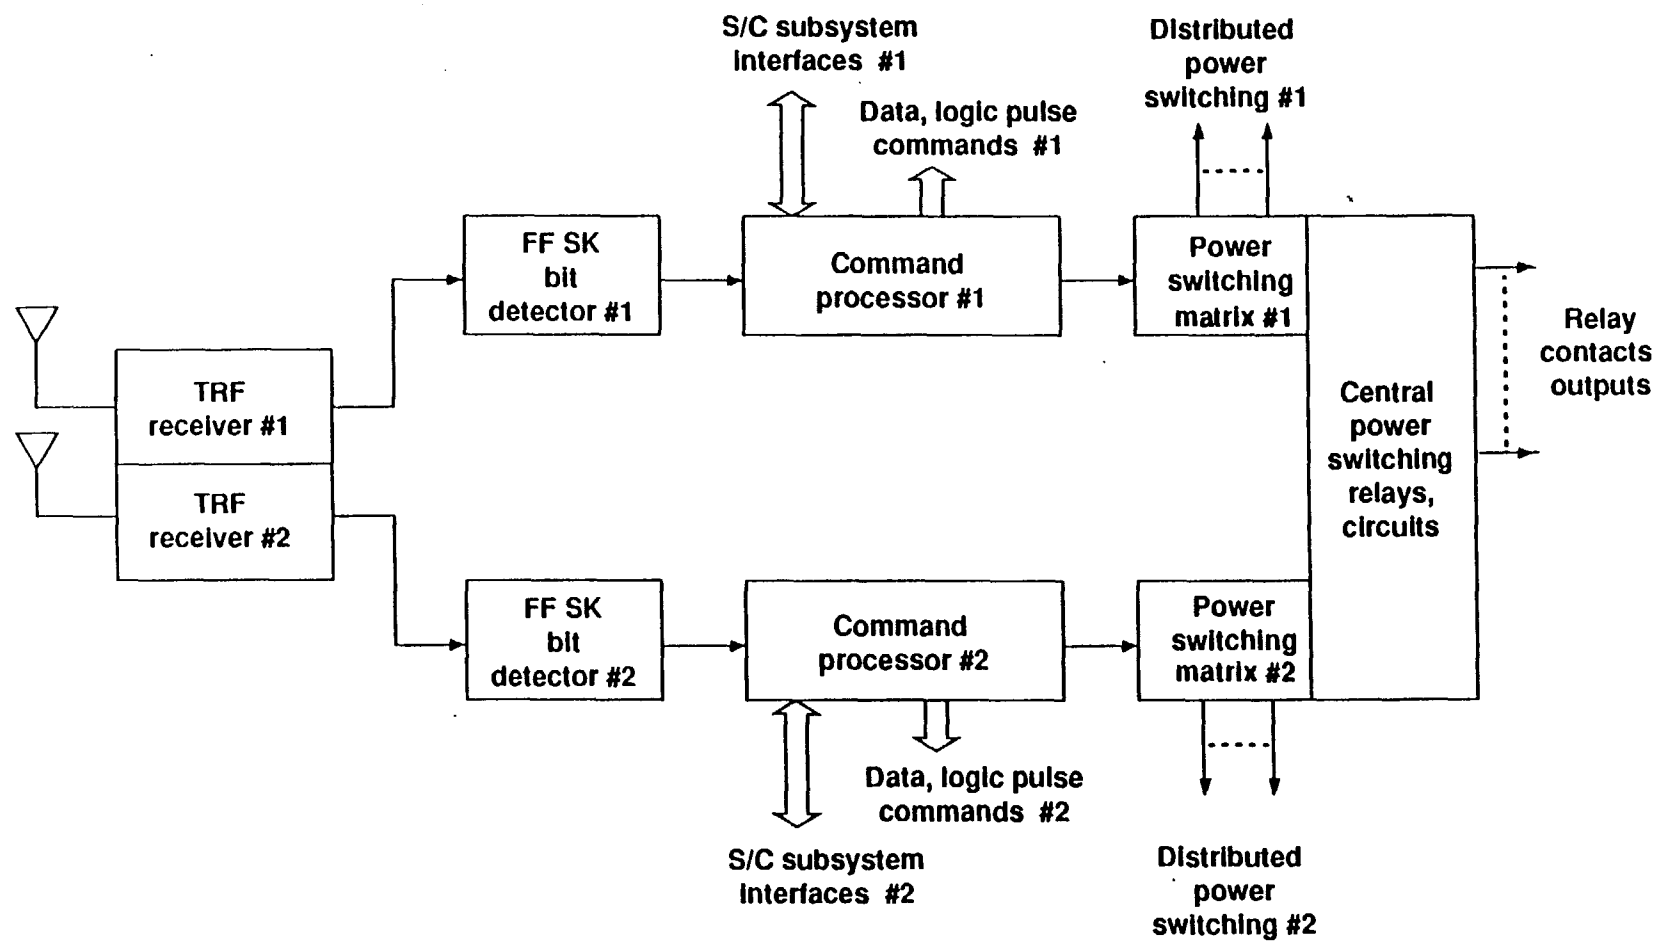 S/C subsystem
Interfaces #1
Distributed
power
switching #1
Data, logic pulse
commands #1
FF SK
bit
detector #1
Command
processor #1
Power
switching
matrix #1
Relay
contacts
outputs
TRF
receiver #1
Central
power
switching
relays,
circuits
TRF
receiver #2
FF SK
bit
detector #2
Command
processor #2
Power
switching
matrix #2
Data, logic pulse
commands #2
S/C subsystem
Interfaces #2
Distributed
power
switching #2